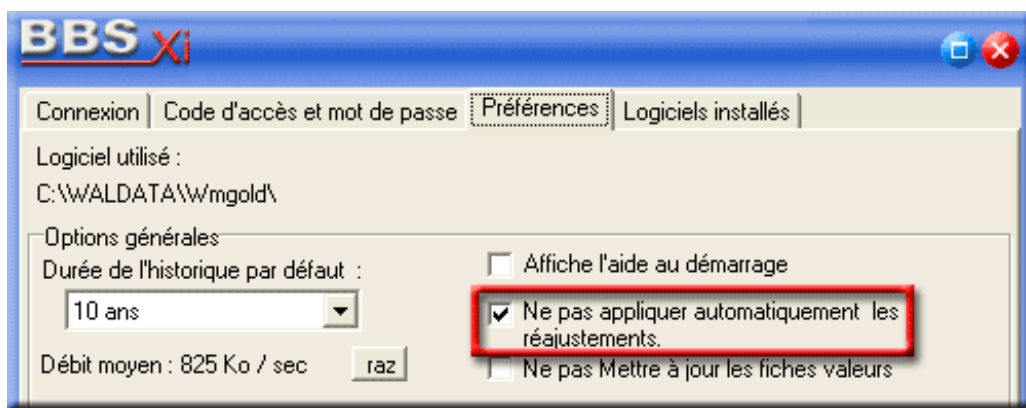 BBS Xi
Connexion Code d'accès et mot de passe Préférences Logiciels installés
Logiciel utilisé :
C:\WALDATA\Wmgold\
Options générales
Durée de l'historique par défaut :
10 ans
Débit moyen : 825 Ko / sec raz
Affiche l'aide au démarrage
Ne pas appliquer automatiquement les
réajustements.
Ne pas Mettre à jour les fiches valeurs